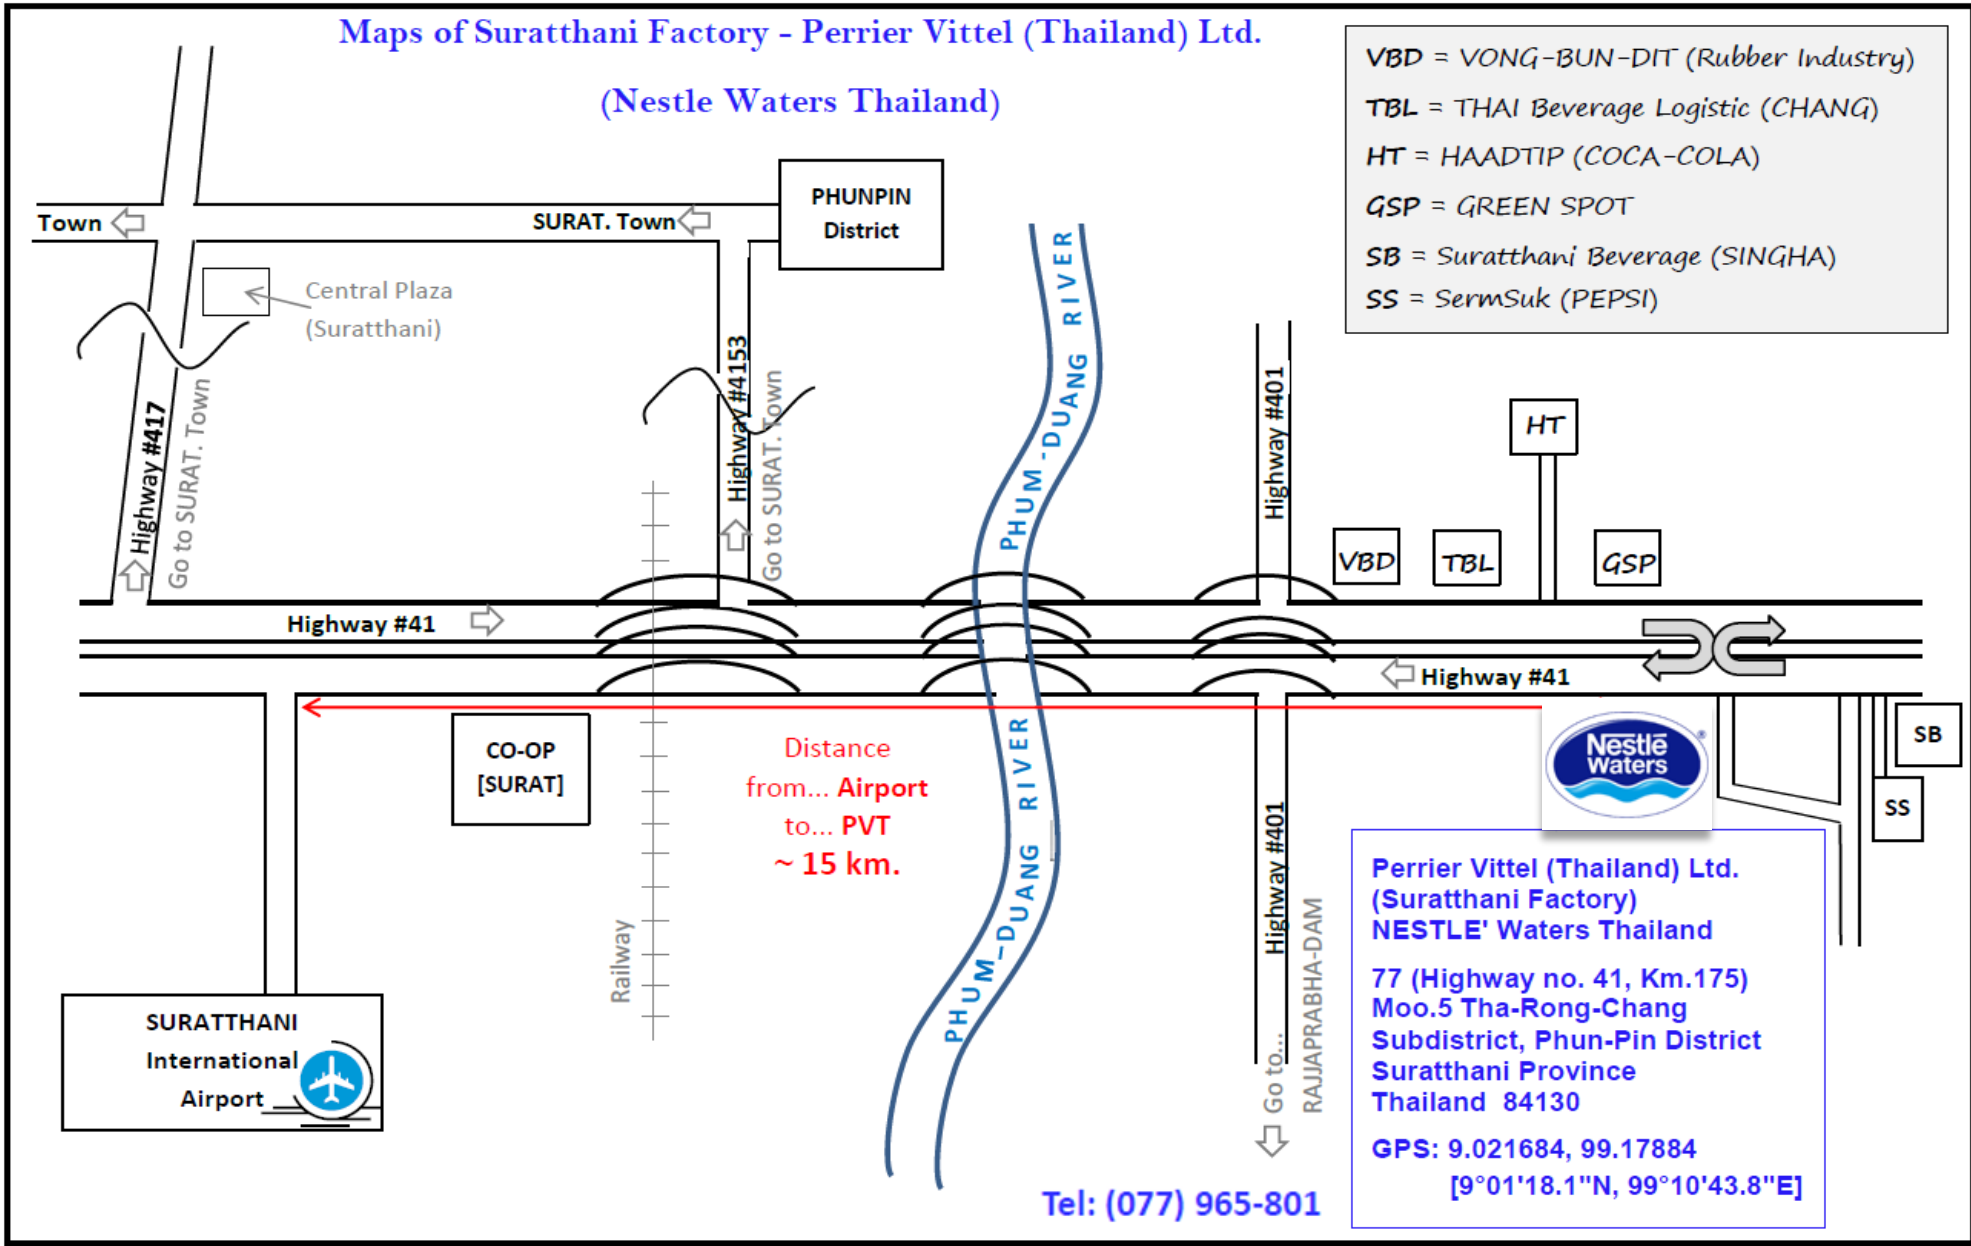 Maps of Suratthani Factory - Perrier Vittel (Thailand) Ltd.
(Nestle Waters Thailand)
VBD = VONG-BUN-DIT (Rubber Industry)
TBL = THAI Beverage Logistic (CHANG)
HT = HAADTIP (COCA-COLA)
GSP = GREEN SPOT
SB = Suratthani Beverage (SINGHA)
SS = SermSuk (PEPSI)
PHUNPIN
District
Town
SURAT. Town
Central Plaza
(Suratthani)
Highway #417
Go to SURAT. Town
Highway #4153
Go to SURAT. Town
PHUM-DUANG RIVER
Highway #401
HT
VBD
TBL
GSP
Highway #41
Highway #41
CO-OP
[SURAT]
Distance
from... Airport
to... PVT
~ 15 km.
Railway
PHUM_DUANG RIVER
Highway #401
Go to...
RAJJAPRABHA-DAM
Nestlé
Waters
®
SB
SS
SURATTHANI
International
Airport
Perrier Vittel (Thailand) Ltd.
(Suratthani Factory)
NESTLE' Waters Thailand
77 (Highway no. 41, Km.175)
Moo.5 Tha-Rong-Chang
Subdistrict, Phun-Pin District
Suratthani Province
Thailand 84130
GPS: 9.021684, 99.17884
[9°01'18.1"N, 99°10'43.8"E]
Tel: (077) 965-801